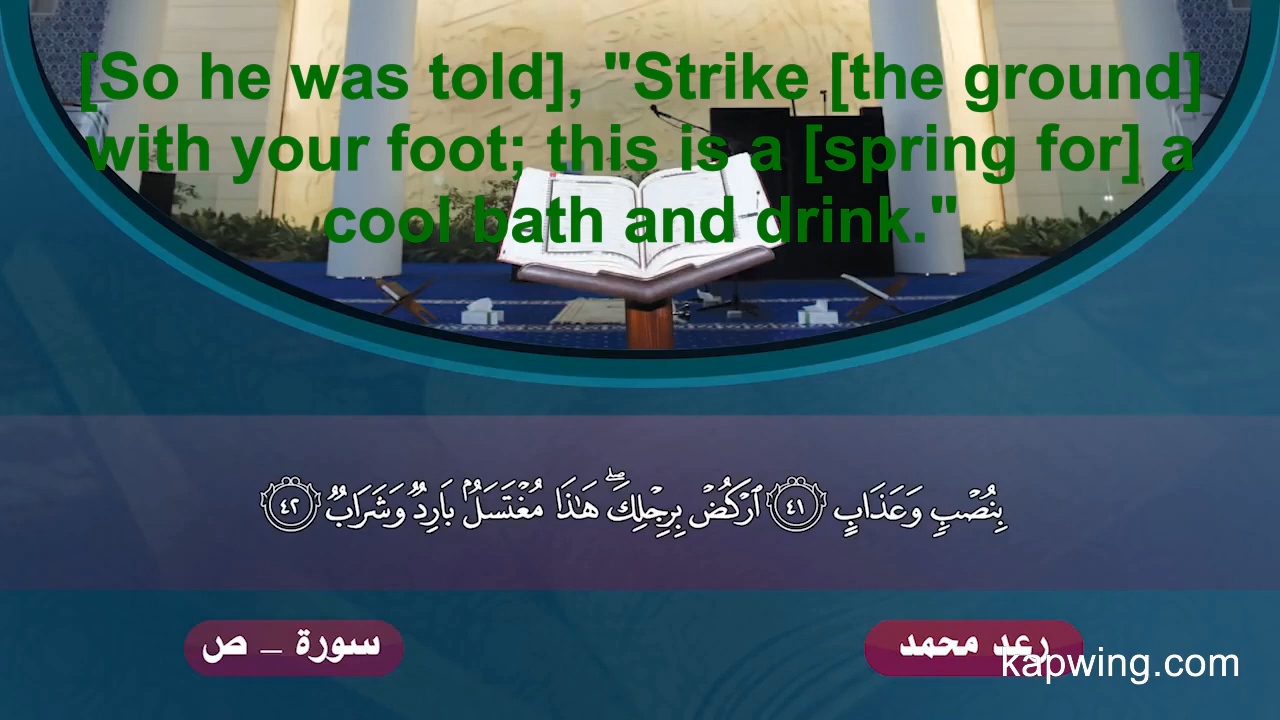 [So he was told], "Strike [the ground]
with your foot; this is a [spring for] a
cool bath and drink."
بِنُصْبٍ وَعَذَابٍ ﴿٤١﴾ ٱرْكُضْ بِرِجْلِكَ ۖ هَـٰذَا مُغْتَسَلٌۢ بَارِدٌ وَشَرَابٌ ﴿٤٢﴾
سورة _ ص
رعد محمد
kapwing.com